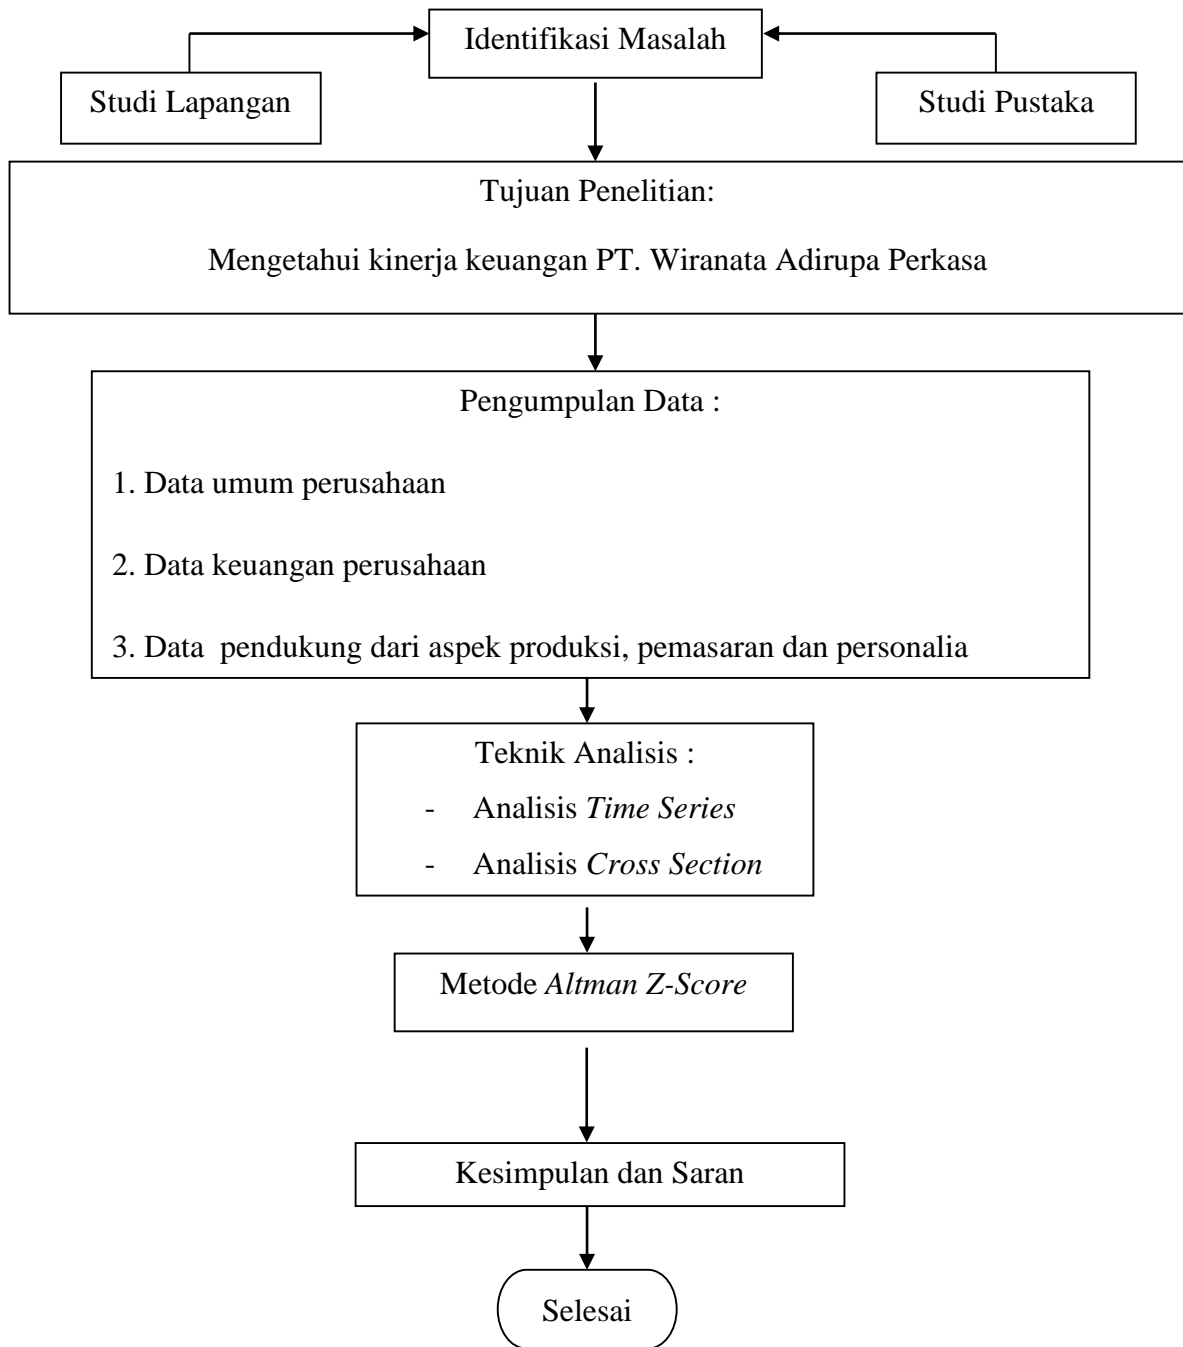 Identifikasi Masalah
Studi Lapangan
Studi Pustaka
Tujuan Penelitian:
Mengetahui kinerja keuangan PT. Wiranata Adirupa Perkasa
Pengumpulan Data :
1. Data umum perusahaan
2. Data keuangan perusahaan
3. Data  pendukung dari aspek produksi, pemasaran dan personalia
Teknik Analisis :
- Analisis Time Series
- Analisis Cross Section
Metode Altman Z-Score
Kesimpulan dan Saran
Selesai